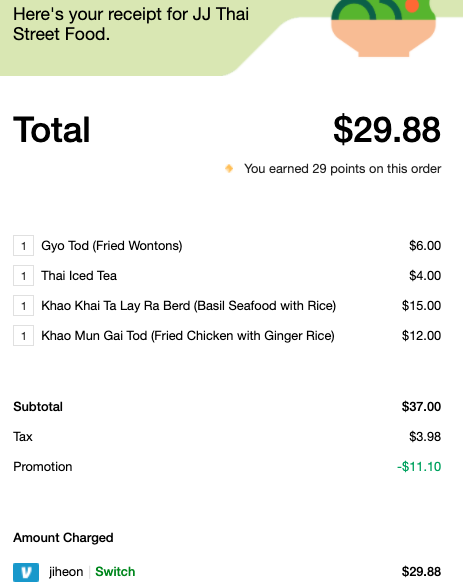 Here's your receipt for JJ Thai
Street Food.
Total $29.88
You earned 29 points on this order
1 Gyo Tod (Fried Wontons) $6.00
1 Thai Iced Tea $4.00
1 Khao Khai Ta Lay Ra Berd (Basil Seafood with Rice) $15.00
1 Khao Mun Gai Tod (Fried Chicken with Ginger Rice) $12.00
Subtotal $37.00
Tax $3.98
Promotion -$11.10
Amount Charged
jiheon | Switch $29.88